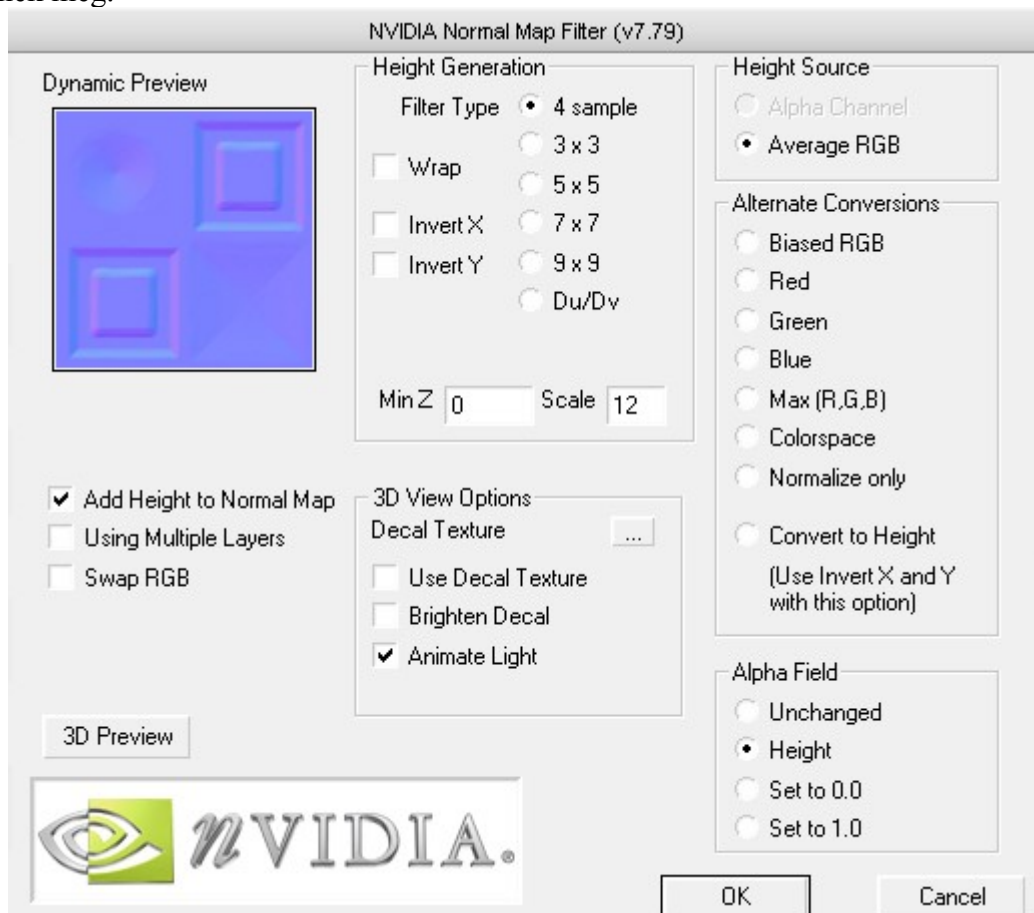 NVIDIA Normal Map Filter (v7.79)
Dynamic Preview
Height Generation
Filter Type
4 sample
3 x 3
5 x 5
7 x 7
9 x 9
Du/Dv
Wrap
Invert X
Invert Y
Min Z 0 Scale 12
Height Source
Alpha Channel
Average RGB
Alternate Conversions
Biased RGB
Red
Green
Blue
Max (R,G,B)
Colorspace
Normalize only
Convert to Height
(Use Invert X and Y
with this option)
Add Height to Normal Map
Using Multiple Layers
Swap RGB
3D View Options
Decal Texture ...
Use Decal Texture
Brighten Decal
Animate Light
Alpha Field
Unchanged
Height
Set to 0.0
Set to 1.0
3D Preview
nVIDIA.®
OK
Cancel